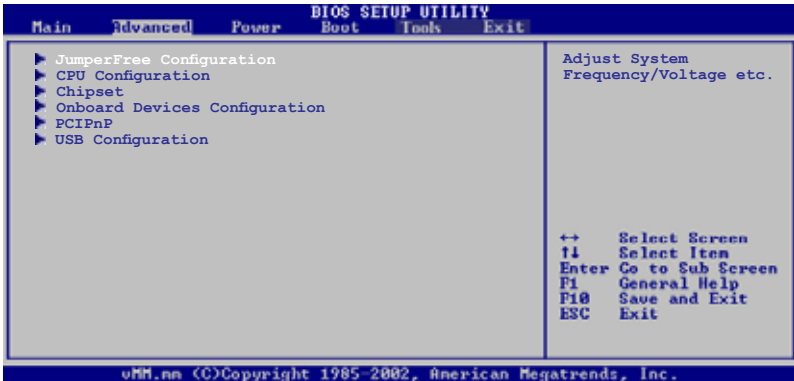 BIOS SETUP UTILITY
Main Advanced Power Boot Tools Exit
JumperFree Configuration
CPU Configuration
Chipset
Onboard Devices Configuration
PCIPnP
USB Configuration
Adjust System
Frequency/Voltage etc.
←→ Select Screen
↑↓ Select Item
Enter Go to Sub Screen
F1 General Help
F10 Save and Exit
ESC Exit
vMM.mm (C)Copyright 1985-2002, American Megatrends, Inc.